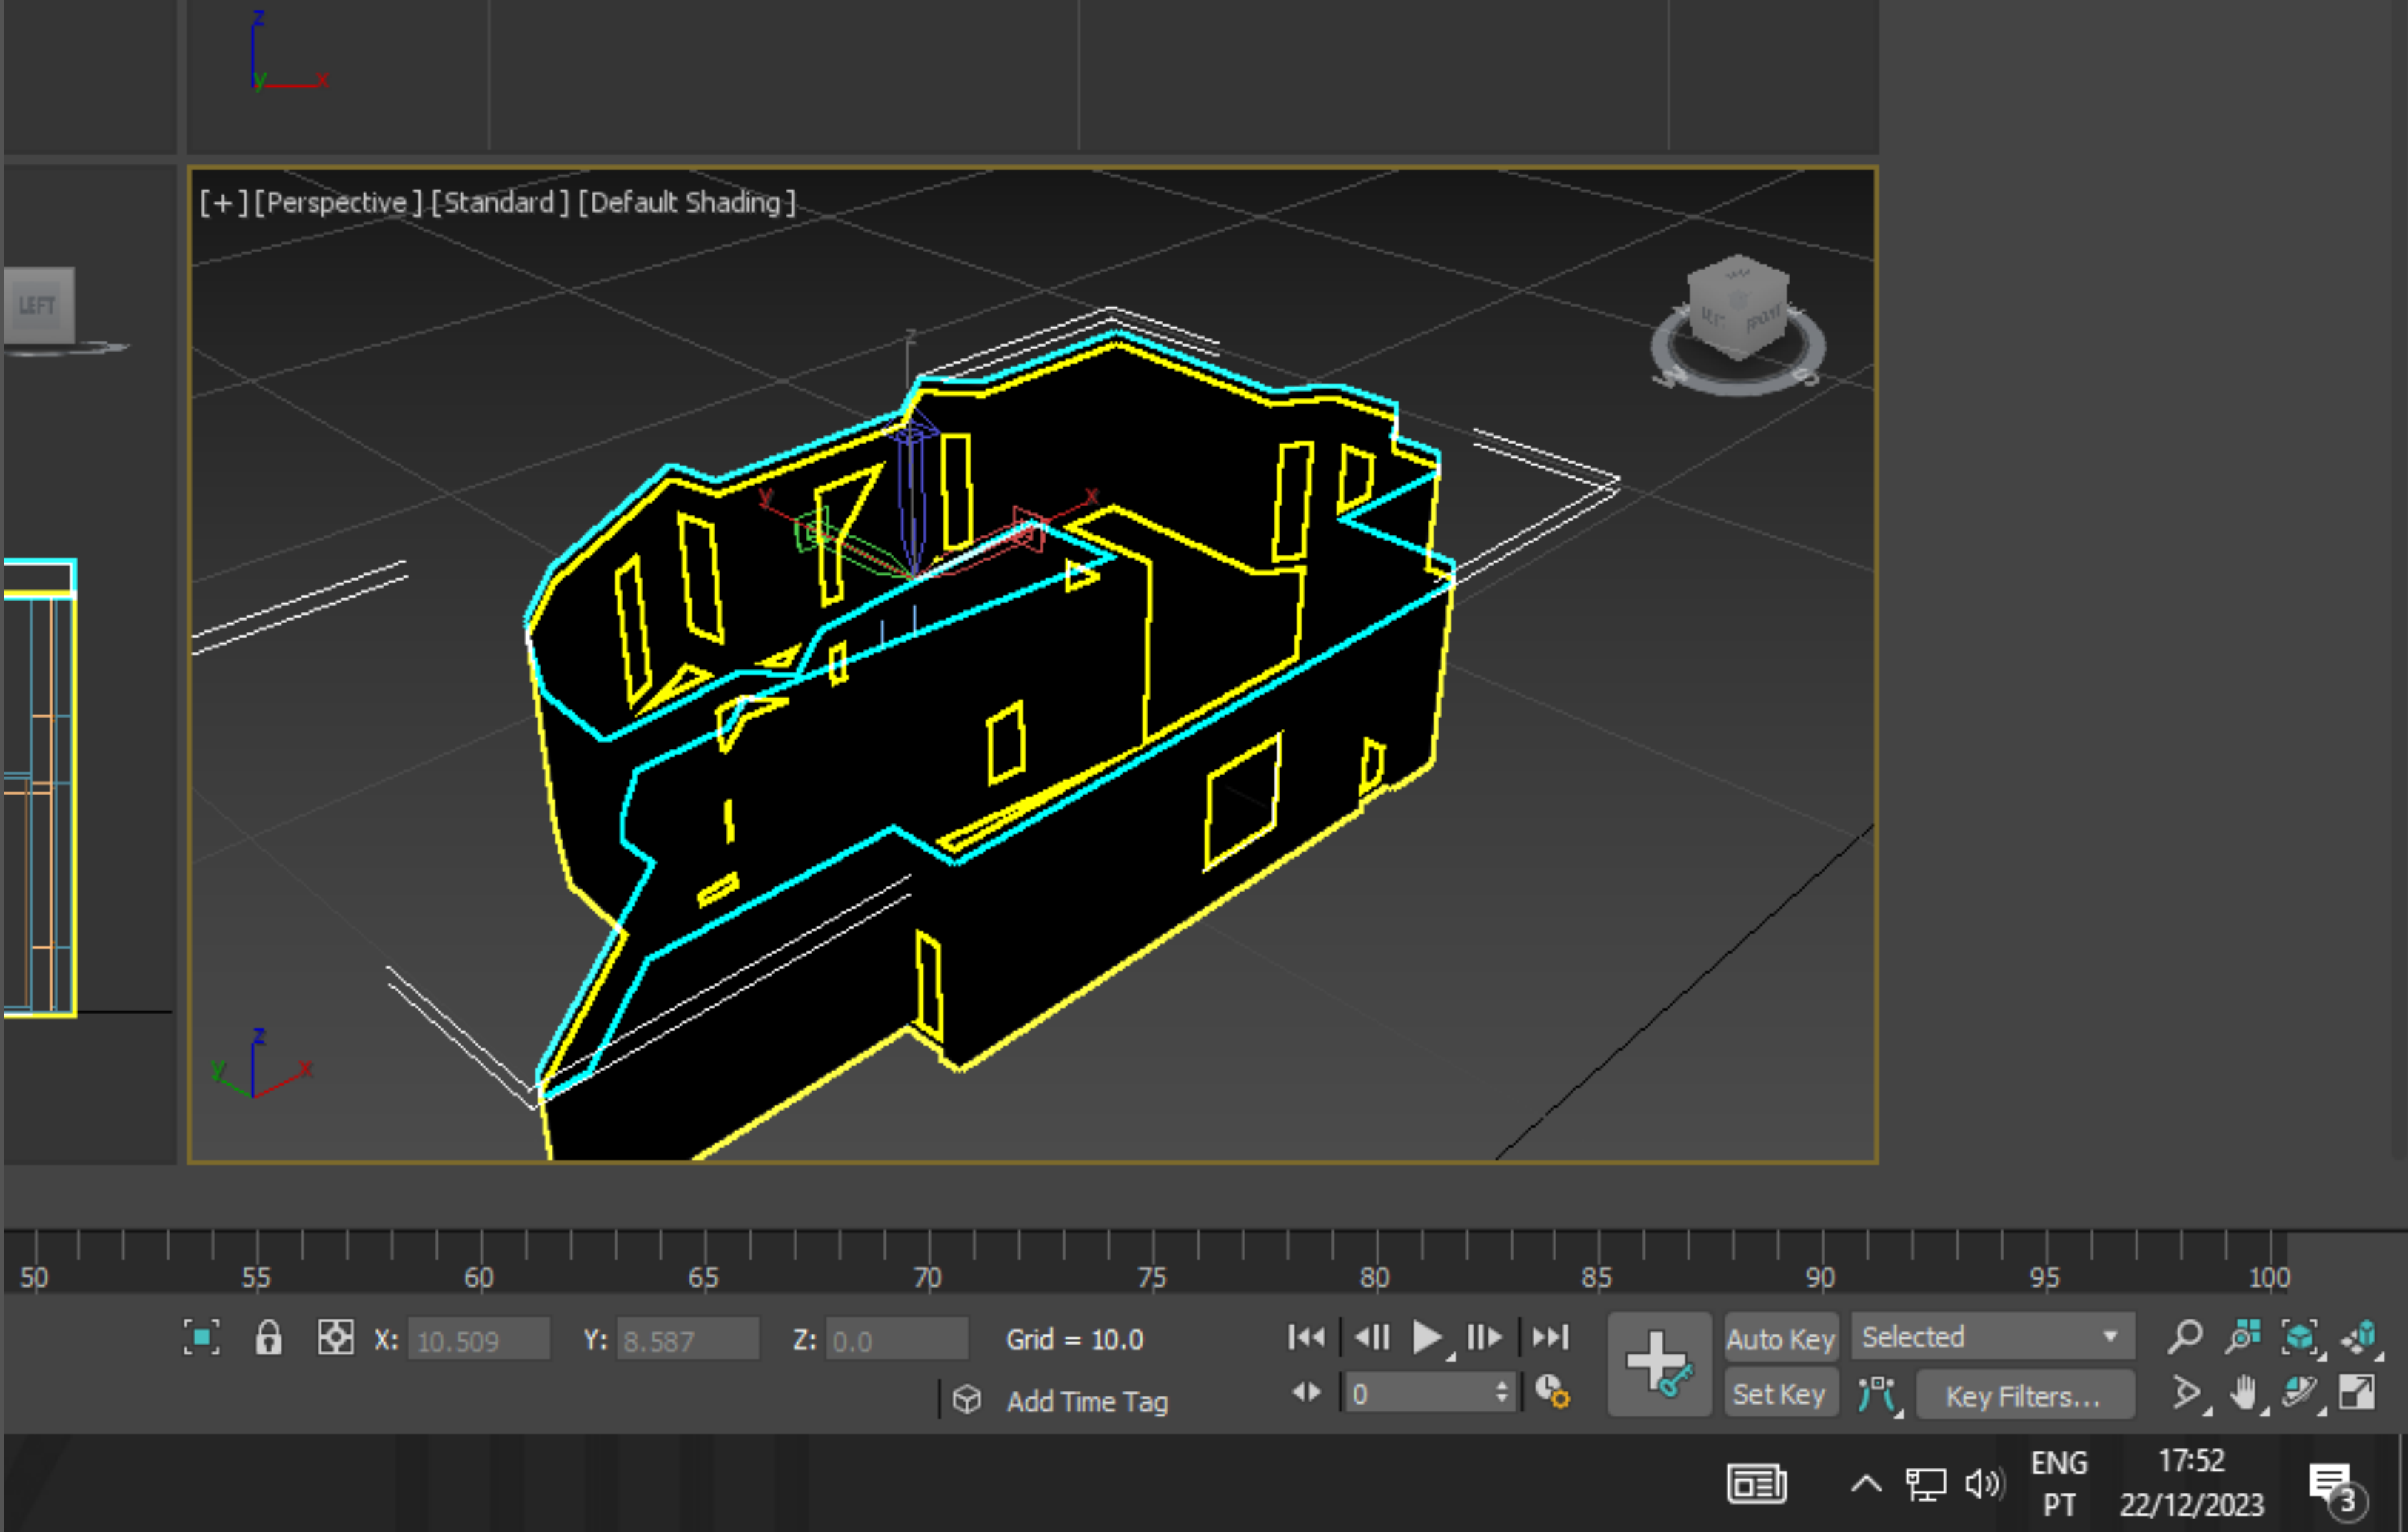 z
y x
[+] [Perspective ] [Standard ] [Default Shading ]
LEFT
LEFT
z
y x
z
y x
50 55 60 65 70 75 80 85 90 95 100
X: 10.509 Y: 8.587 Z: 0.0 Grid = 10.0
Auto Key Selected
Add Time Tag 0 Set Key Key Filters...
ENG 17:52
PT 22/12/2023 3